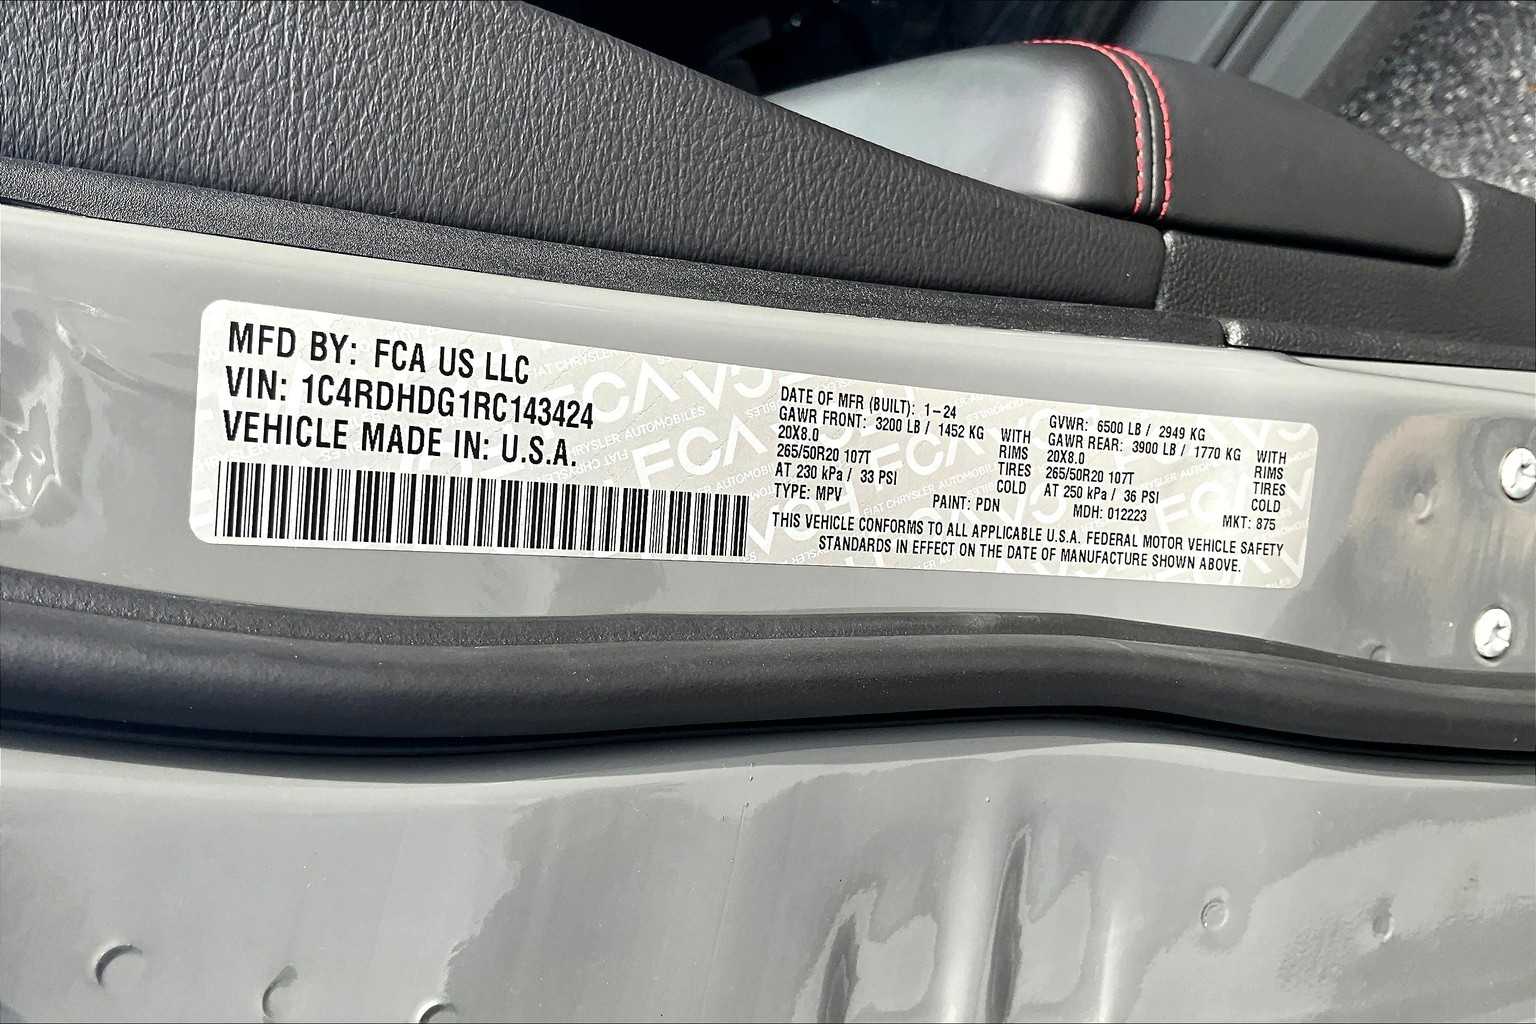 MFD BY: FCA US LLC
VIN: 1C4RDHDG1RC143424
VEHICLE MADE IN: U.S.A.
DATE OF MFR (BUILT): 1-24
GAWR FRONT: 3200 LB / 1452 KG WITH
20X8.0 RIMS
265/50R20 107T TIRES
AT 230 kPa / 33 PSI COLD
TYPE: MPV PAINT: PDN
GVWR: 6500 LB / 2949 KG
GAWR REAR: 3900 LB / 1770 KG WITH
20X8.0 RIMS
265/50R20 107T TIRES
AT 250 kPa / 36 PSI COLD
MDH: 012223 MKT: 875
THIS VEHICLE CONFORMS TO ALL APPLICABLE U.S.A. FEDERAL MOTOR VEHICLE SAFETY
STANDARDS IN EFFECT ON THE DATE OF MANUFACTURE SHOWN ABOVE.